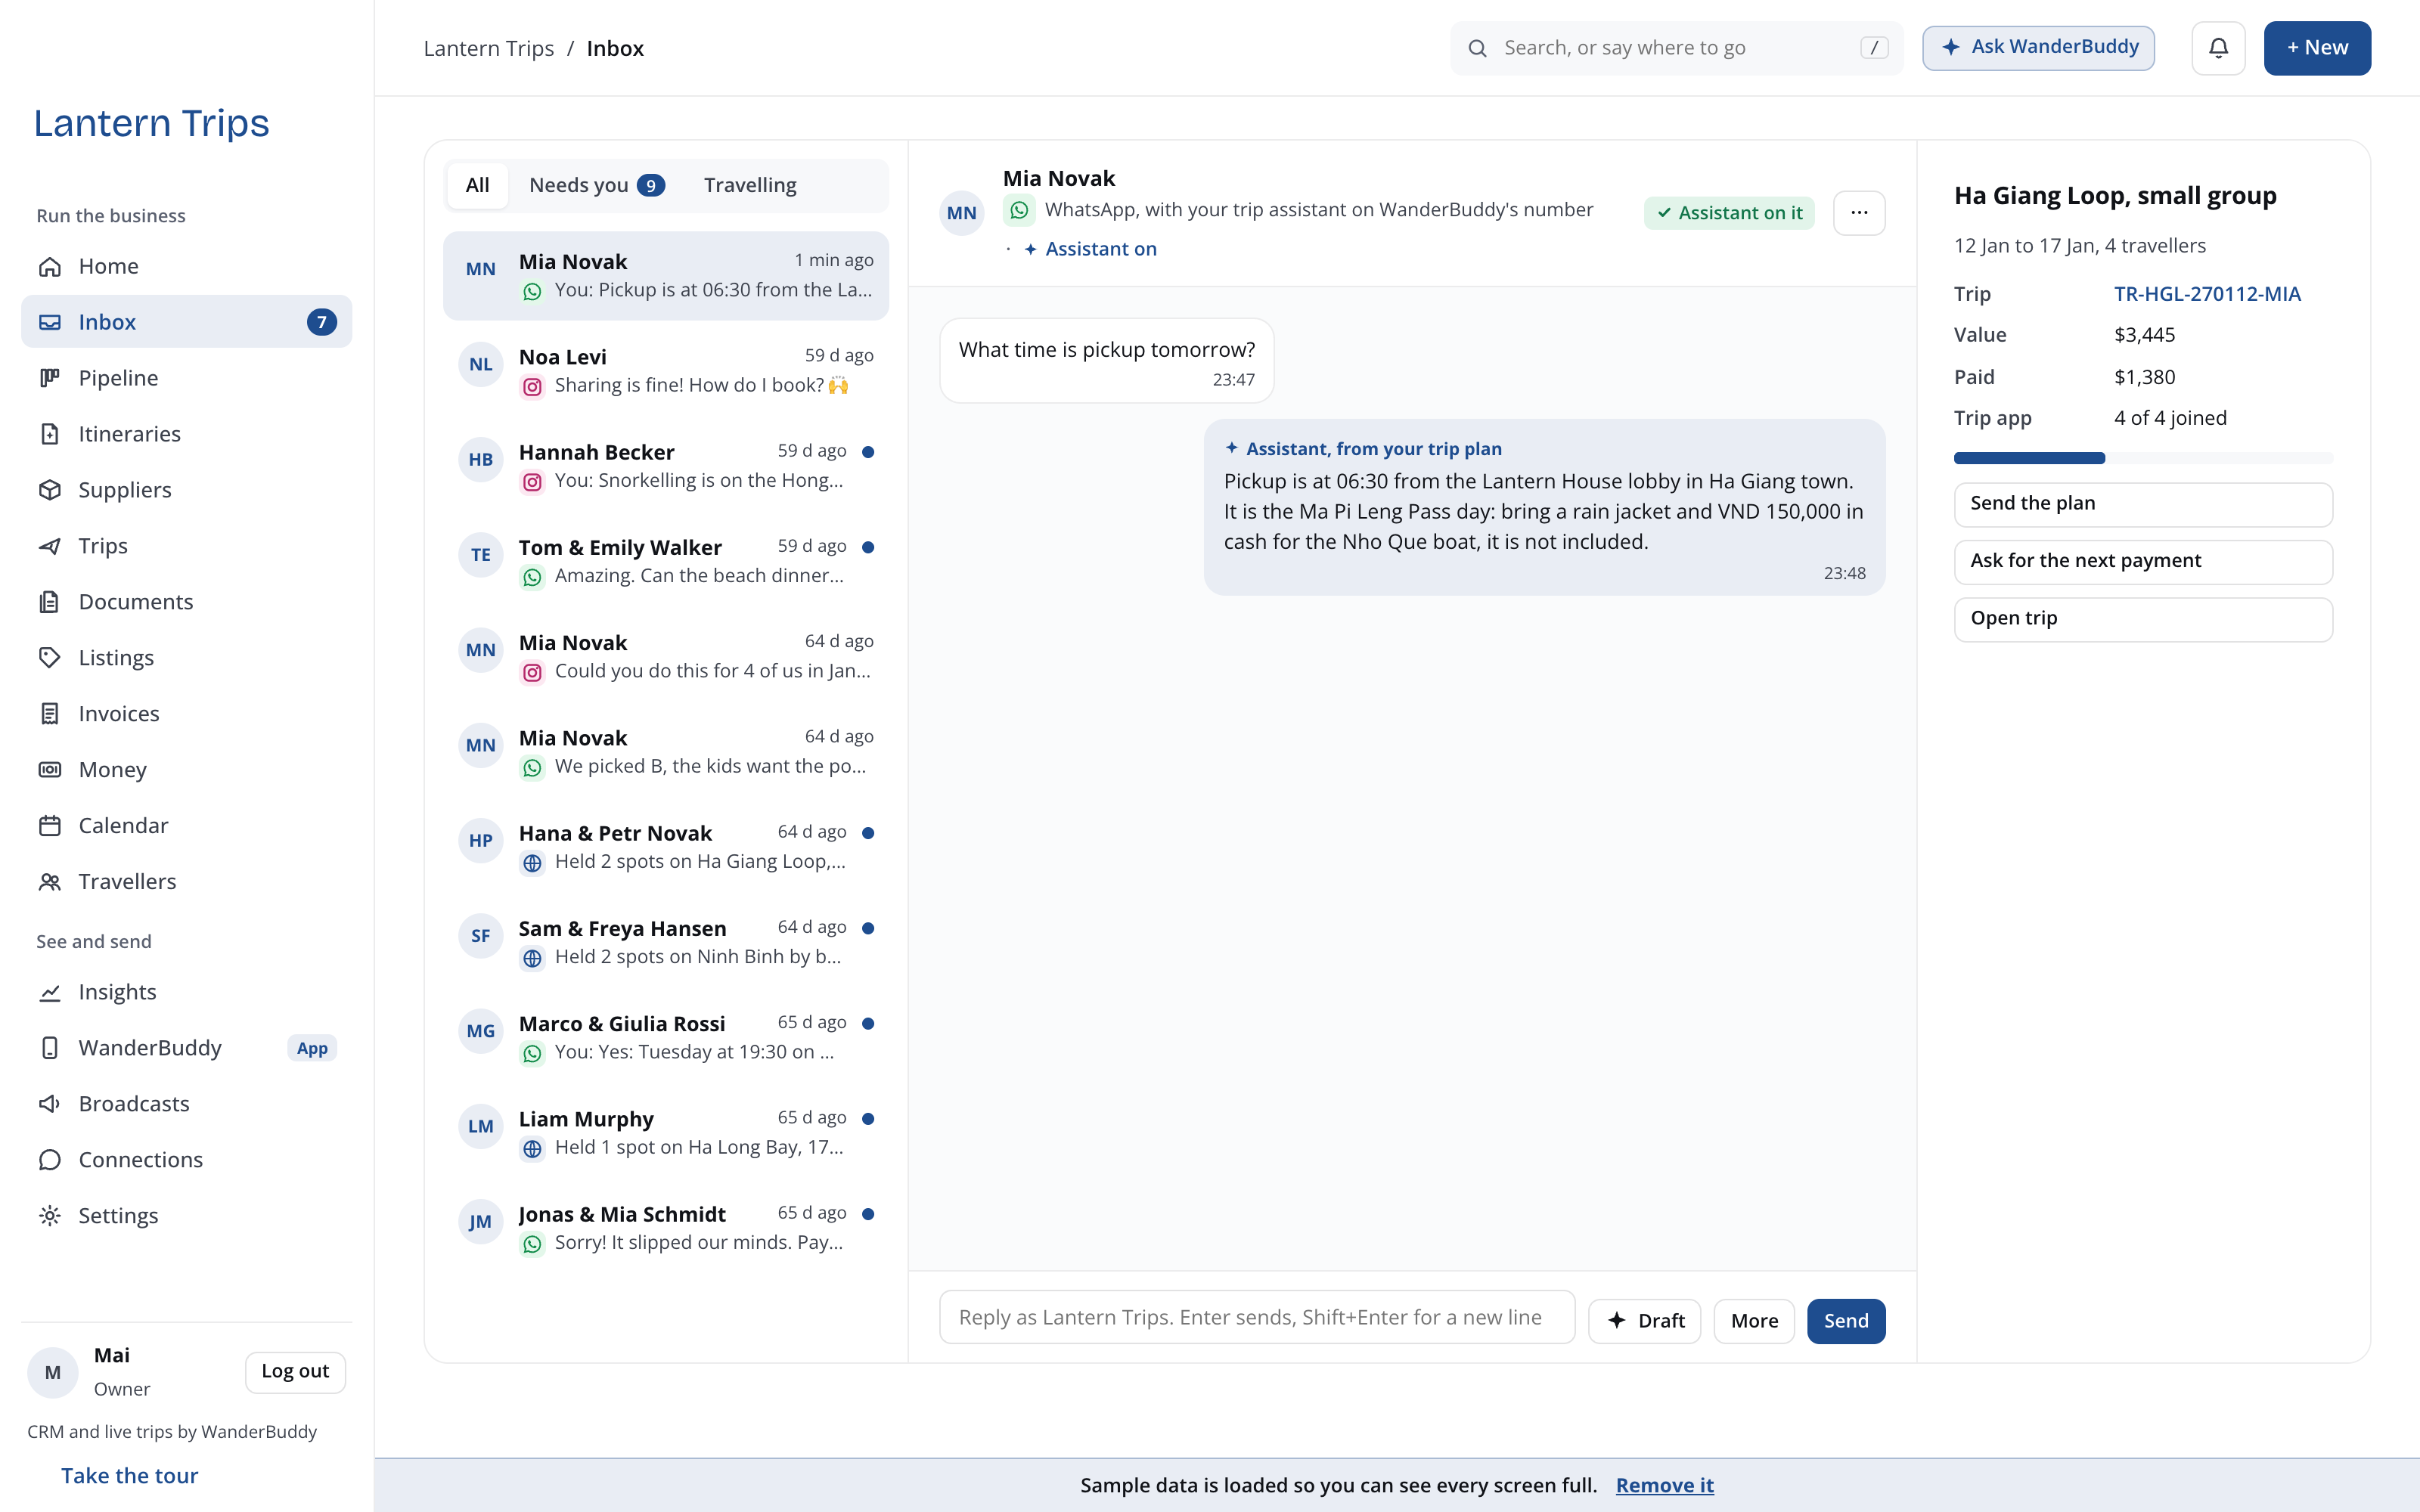 Lantern Trips
Run the business
Home
Inbox 7
Pipeline
Itineraries
Suppliers
Trips
Documents
Listings
Invoices
Money
Calendar
Travellers
See and send
Insights
WanderBuddy App
Broadcasts
Connections
Settings
M Mai
Owner
Log out
CRM and live trips by WanderBuddy
Take the tour
Lantern Trips / Inbox
Search, or say where to go /
Ask WanderBuddy
+ New
All Needs you 9 Travelling
MN Mia Novak 1 min ago
You: Pickup is at 06:30 from the La...
NL Noa Levi 59 d ago
Sharing is fine! How do I book? 🙌
HB Hannah Becker 59 d ago
You: Snorkelling is on the Hong...
TE Tom & Emily Walker 59 d ago
Amazing. Can the beach dinner...
MN Mia Novak 64 d ago
Could you do this for 4 of us in Jan...
MN Mia Novak 64 d ago
We picked B, the kids want the po...
HP Hana & Petr Novak 64 d ago
Held 2 spots on Ha Giang Loop,...
SF Sam & Freya Hansen 64 d ago
Held 2 spots on Ninh Binh by b...
MG Marco & Giulia Rossi 65 d ago
You: Yes: Tuesday at 19:30 on ...
LM Liam Murphy 65 d ago
Held 1 spot on Ha Long Bay, 17...
JM Jonas & Mia Schmidt 65 d ago
Sorry! It slipped our minds. Pay...
MN Mia Novak
WhatsApp, with your trip assistant on WanderBuddy's number
· Assistant on
Assistant on it
...
What time is pickup tomorrow?
23:47
Assistant, from your trip plan
Pickup is at 06:30 from the Lantern House lobby in Ha Giang town.
It is the Ma Pi Leng Pass day: bring a rain jacket and VND 150,000 in
cash for the Nho Que boat, it is not included.
23:48
Reply as Lantern Trips. Enter sends, Shift+Enter for a new line
Draft
More
Send
Ha Giang Loop, small group
12 Jan to 17 Jan, 4 travellers
Trip TR-HGL-270112-MIA
Value $3,445
Paid $1,380
Trip app 4 of 4 joined
Send the plan
Ask for the next payment
Open trip
Sample data is loaded so you can see every screen full. Remove it